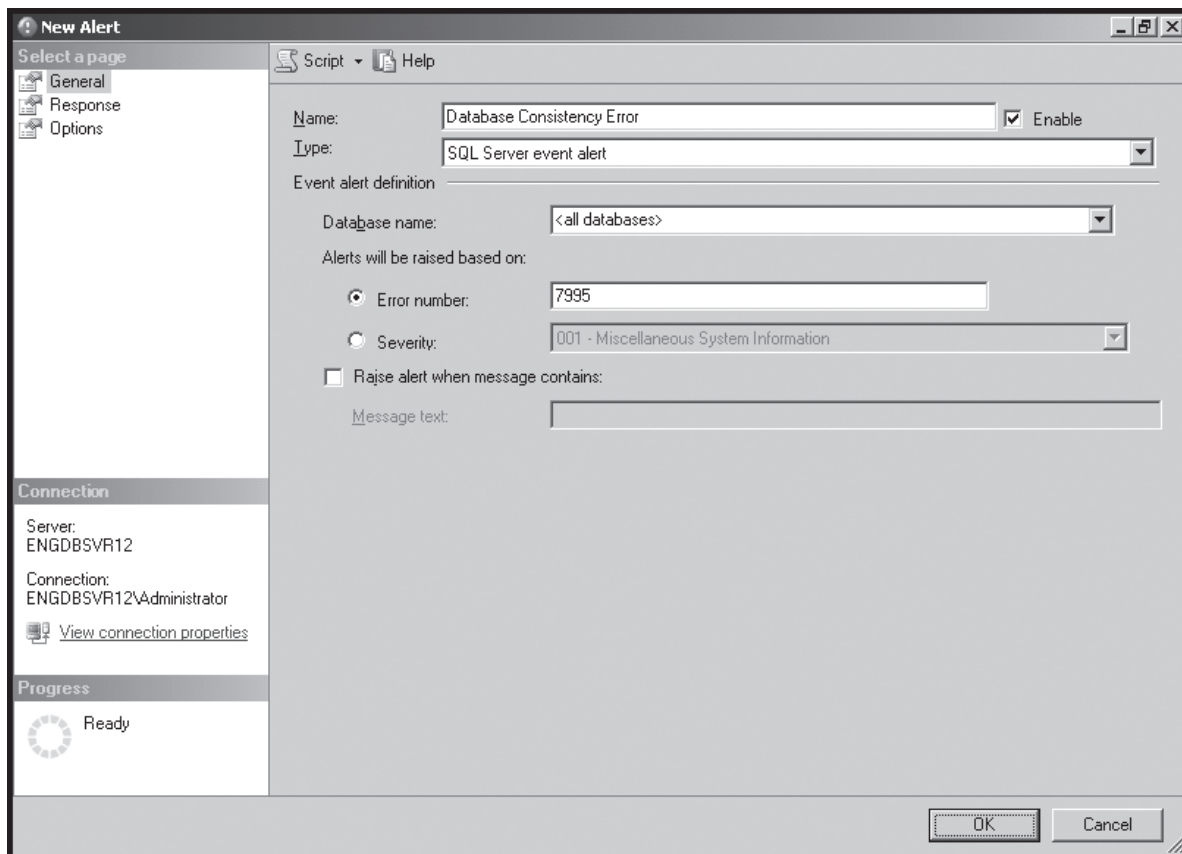 New Alert
Select a page
General
Response
Options
Script Help
Name: Database Consistency Error Enable
Type: SQL Server event alert
Event alert definition
Database name: <all databases>
Alerts will be raised based on:
Error number: 7995
Severity: 001 - Miscellaneous System Information
Raise alert when message contains:
Message text:
Connection
Server:
ENGDBSVR12
Connection:
ENGDBSVR12\Administrator
View connection properties
Progress
Ready
OK Cancel